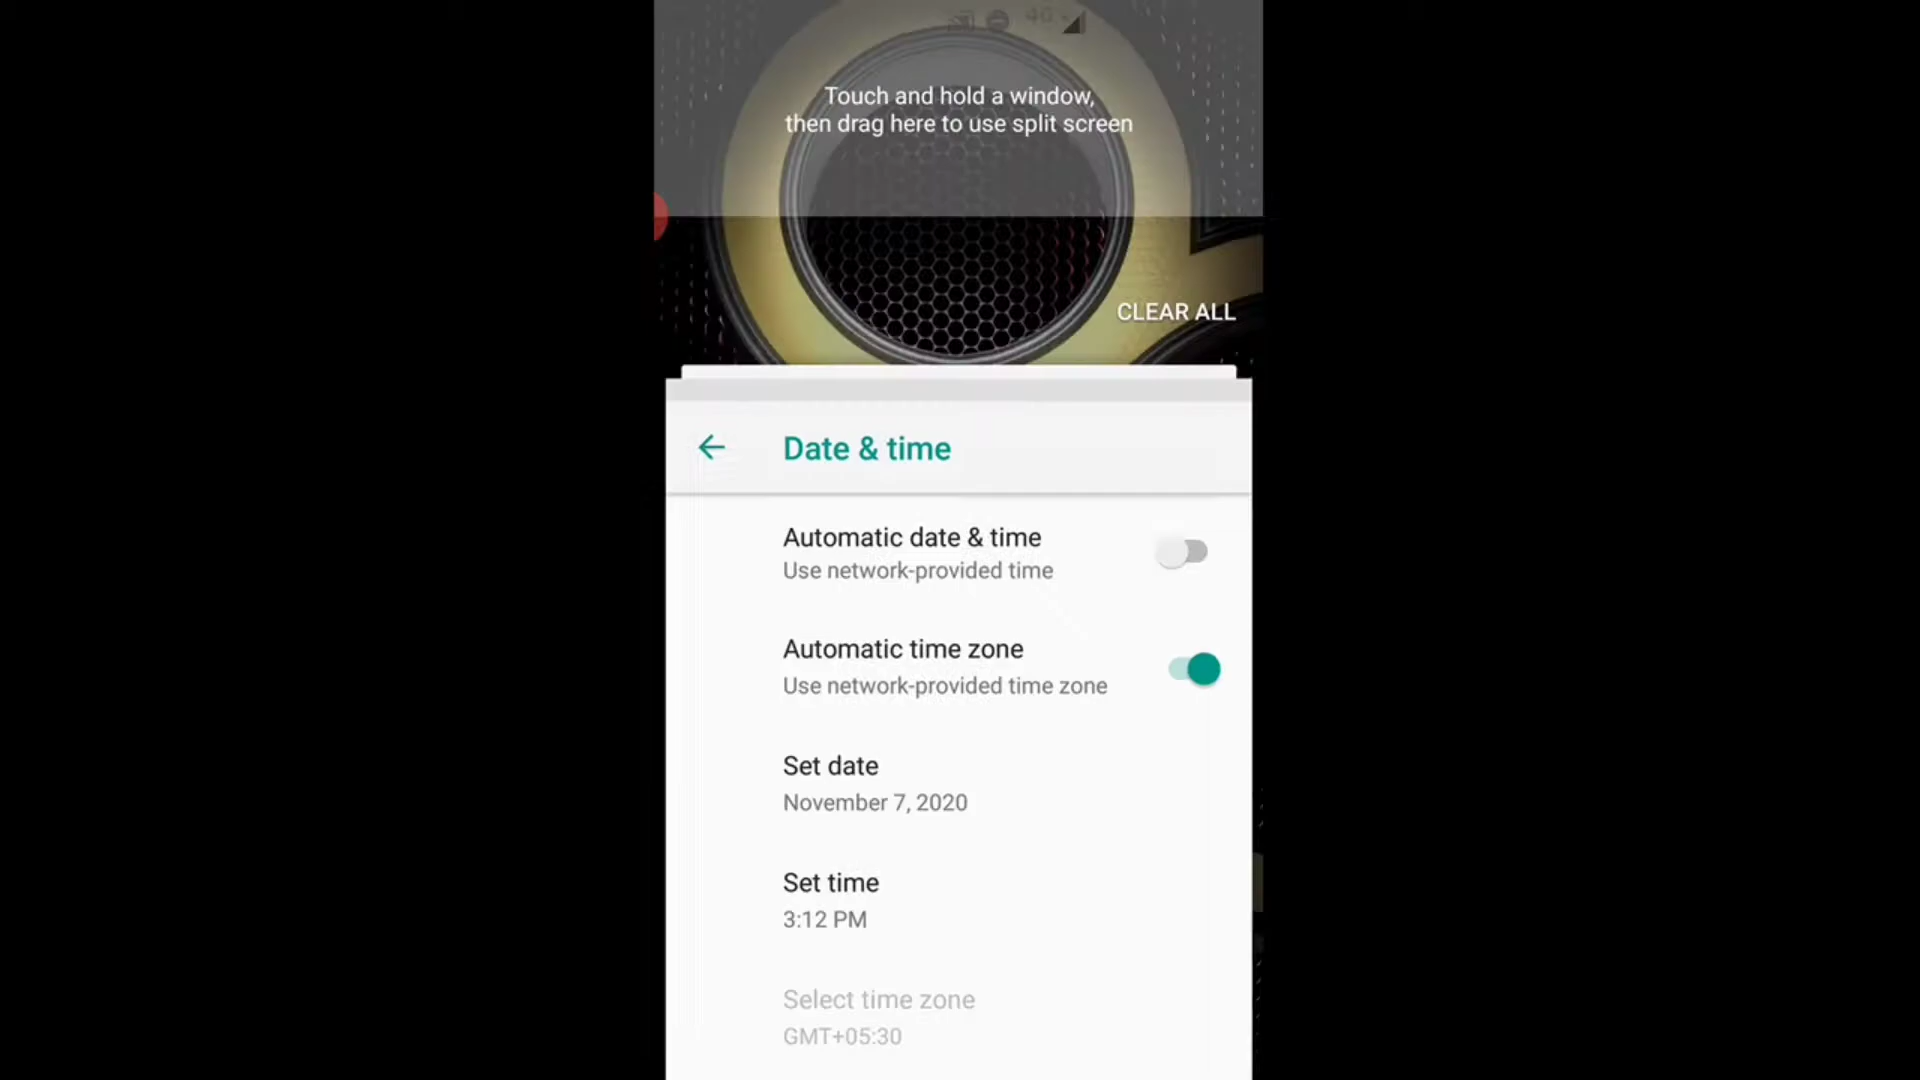 4G
Touch and hold a window,
then drag here to use split screen
CLEAR ALL
Date & time
Automatic date & time
Use network-provided time
Automatic time zone
Use network-provided time zone
Set date
November 7, 2020
Set time
3:12 PM
Select time zone
GMT+05:30